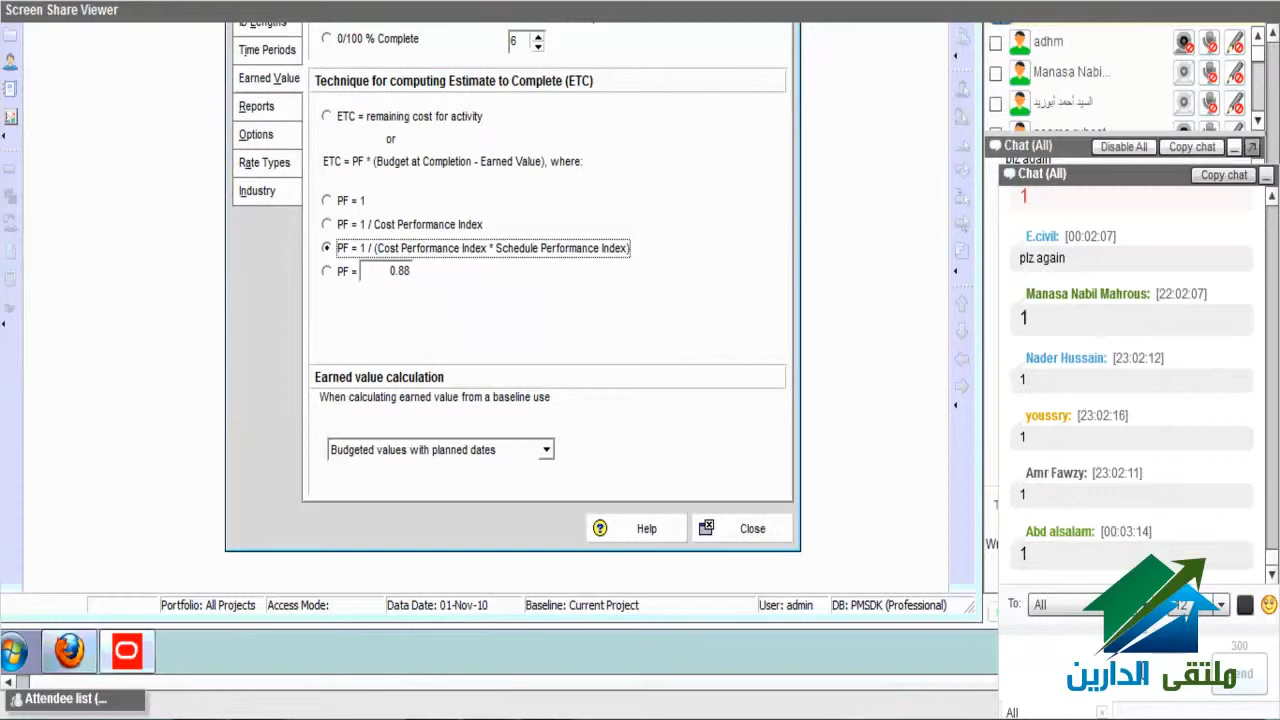 Screen Share Viewer
Time Periods
Earned Value
Reports
Options
Rate Types
Industry
0/100 % Complete
6
Technique for computing Estimate to Complete (ETC)
ETC = remaining cost for activity
or
ETC = PF * (Budget at Completion - Earned Value), where:
PF = 1
PF = 1 / Cost Performance Index
PF = 1 / (Cost Performance Index * Schedule Performance Index)
PF = 0.88
Earned value calculation
When calculating earned value from a baseline use
Budgeted values with planned dates
Help
Close
Portfolio: All Projects
Access Mode:
Data Date: 01-Nov-10
Baseline: Current Project
User: admin
DB: PMSDK (Professional)
Attendee list (...
adhm
Manasa Nabi...
السيد أحمد أبوزيد
Chat (All)
Disable All
Copy chat
plz again
Chat (All)
Copy chat
1
E.civil: [00:02:07]
plz again
Manasa Nabil Mahrous: [22:02:07]
1
Nader Hussain: [23:02:12]
1
youssry: [23:02:16]
1
Amr Fawzy: [23:02:11]
1
Abd alsalam: [00:03:14]
1
To: All
12
300
ملتقى الدارين
All